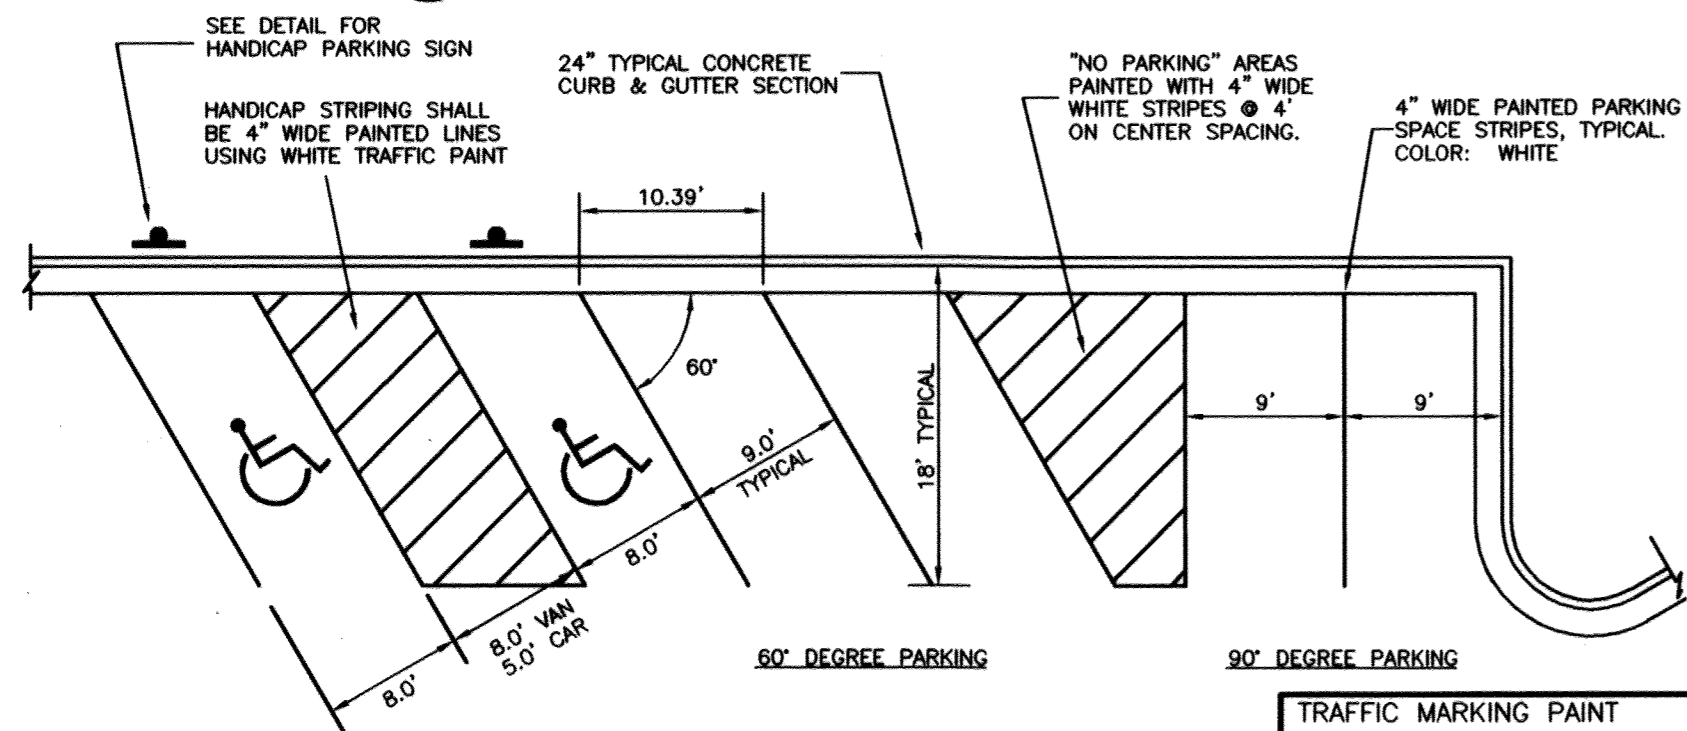 SEE DETAIL FOR
HANDICAP PARKING SIGN
HANDICAP STRIPING SHALL
BE 4" WIDE PAINTED LINES
USING WHITE TRAFFIC PAINT
24" TYPICAL CONCRETE
CURB & GUTTER SECTION
"NO PARKING" AREAS
PAINTED WITH 4" WIDE
WHITE STRIPES @ 4'
ON CENTER SPACING.
4" WIDE PAINTED PARKING
SPACE STRIPES, TYPICAL.
COLOR: WHITE
10.39'
60°
18' TYPICAL
9'
9'
9.0'
TYPICAL
8.0'
8.0' VAN
5.0' CAR
8.0'
60° DEGREE PARKING
90° DEGREE PARKING
TRAFFIC MARKING PAINT